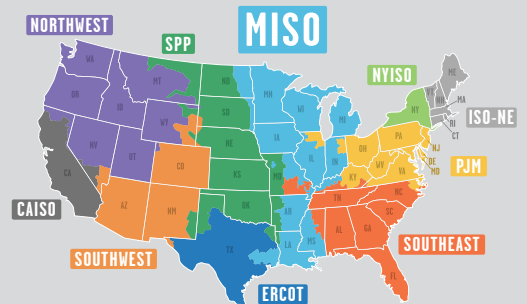 NORTHWEST
SPP
MISO
NYISO
ISO-NE
PJM
SOUTHEAST
ERCOT
SOUTHWEST
CAISO
WA
OR
ID
MT
WY
NV
UT
CA
AZ
NM
CO
ND
SD
NE
KS
OK
TX
MN
IA
MO
AR
LA
MS
WI
IL
IN
MI
OH
KY
WV
VA
PA
NY
VT
NH
ME
MA
RI
CT
NJ
DE
MD
TN
NC
SC
AL
GA
FL